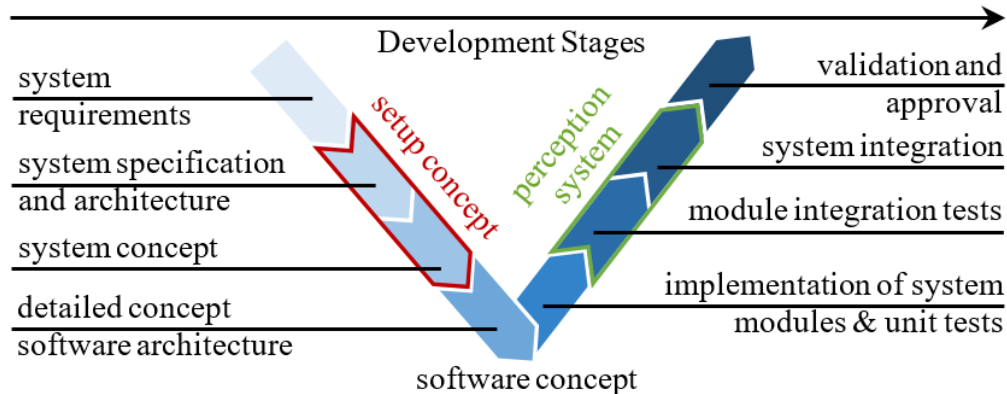 Development Stages
system
requirements
system specification
and architecture
system concept
detailed concept
software architecture
setup concept
software concept
perception
system
validation and
approval
system integration
module integration tests
implementation of system
modules & unit tests